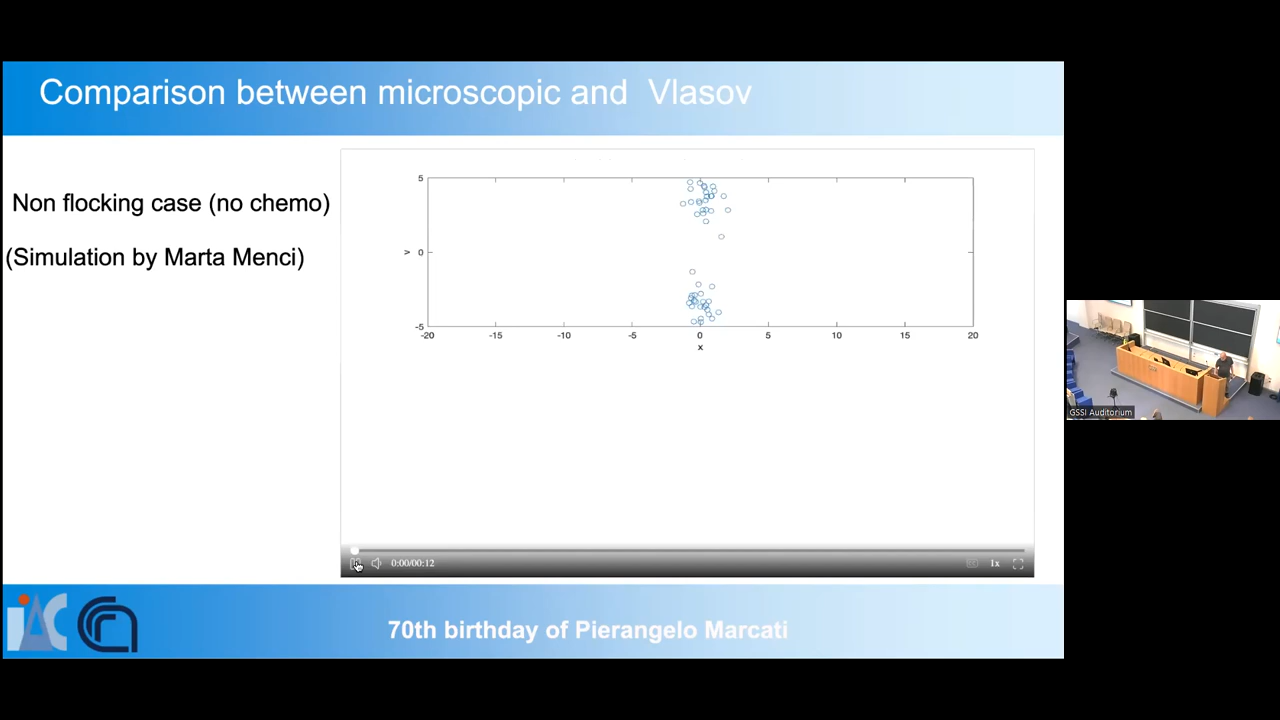 Comparison between microscopic and Vlasov
Non flocking case (no chemo)
(Simulation by Marta Menci)
5
0
-5
v
-20 -15 -10 -5 0 5 10 15 20
x
0:00/00:12
CC
1x
GSSI Auditorium
iAC
70th birthday of Pierangelo Marcati